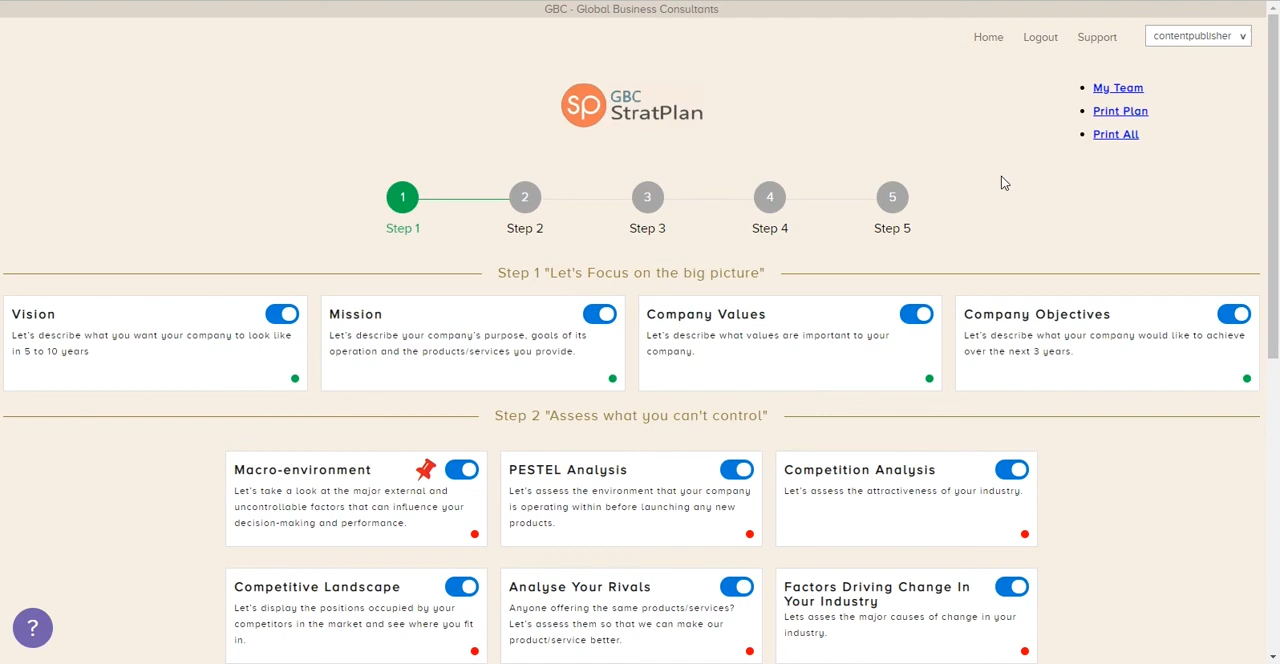 GBC - Global Business Consultants
Home Logout Support contentpublisher v
sp GBC
StratPlan
My Team
Print Plan
Print All
1 2 3 4 5
Step 1 Step 2 Step 3 Step 4 Step 5
Step 1 "Let's Focus on the big picture"
Vision
Let's describe what you want your company to look like
in 5 to 10 years
Mission
Let's describe your company's purpose, goals of its
operation and the products/services you provide.
Company Values
Let's describe what values are important to your
company.
Company Objectives
Let's describe what your company would like to achieve
over the next 3 years.
Step 2 "Assess what you can't control"
Macro-environment
Let's take a look at the major external and
uncontrollable factors that can influence your
decision-making and performance.
PESTEL Analysis
Let's assess the environment that your company
is operating within before launching any new
products.
Competition Analysis
Let's assess the attractiveness of your industry.
Competitive Landscape
Let's display the positions occupied by your
competitors in the market and see where you fit
in.
Analyse Your Rivals
Anyone offering the same products/services?
Let's assess them so that we can make our
product/service better.
Factors Driving Change In
Your Industry
Lets asses the major causes of change in your
industry.
?